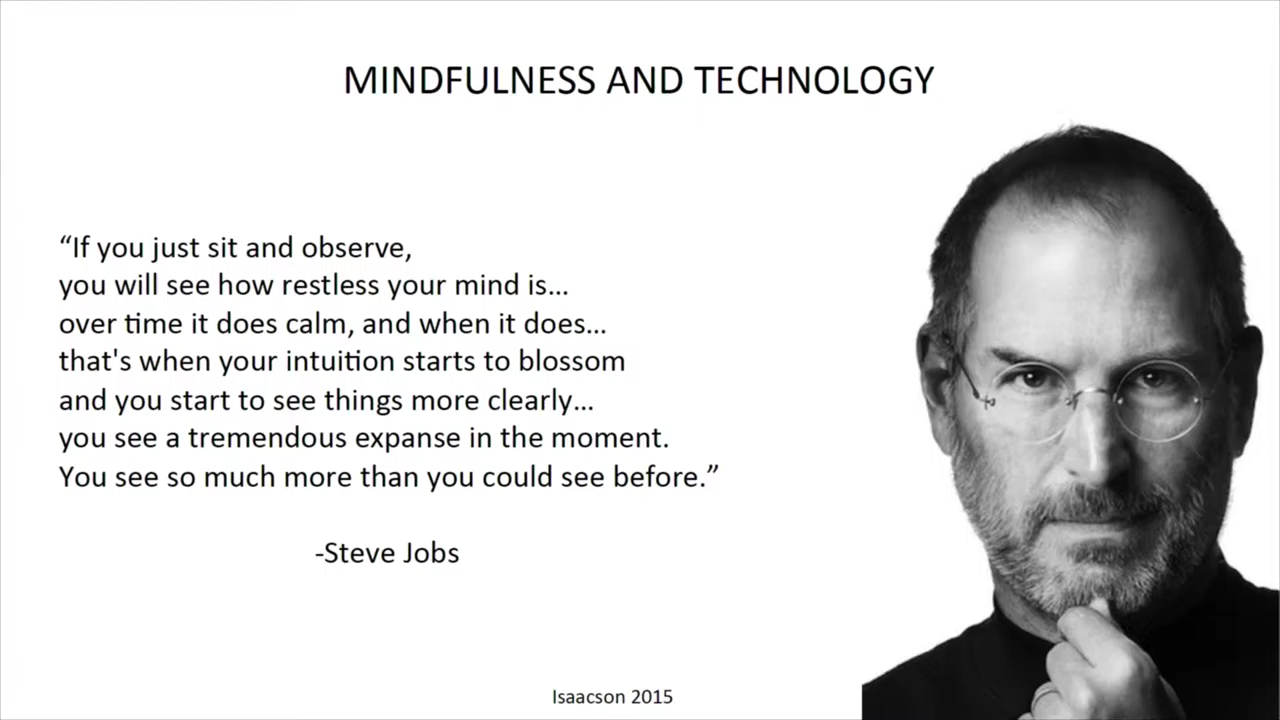 MINDFULNESS AND TECHNOLOGY
“If you just sit and observe,
you will see how restless your mind is...
over time it does calm, and when it does...
that's when your intuition starts to blossom
and you start to see things more clearly...
you see a tremendous expanse in the moment.
You see so much more than you could see before.”
-Steve Jobs
Isaacson 2015